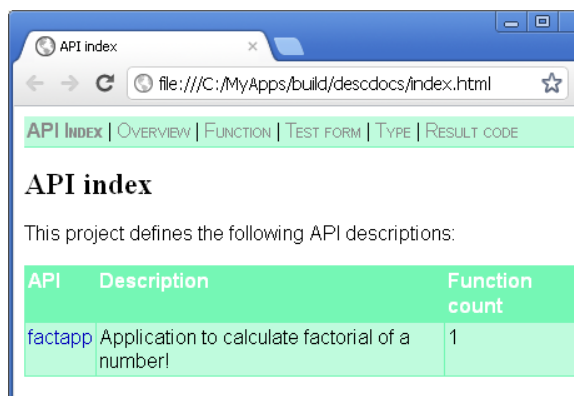 API index
file:///C:/MyApps/build/descdocs/index.html
API INDEX | OVERVIEW | FUNCTION | TEST FORM | TYPE | RESULT CODE
API index
This project defines the following API descriptions:
API Description Function
count
factapp Application to calculate factorial of a 1
number!